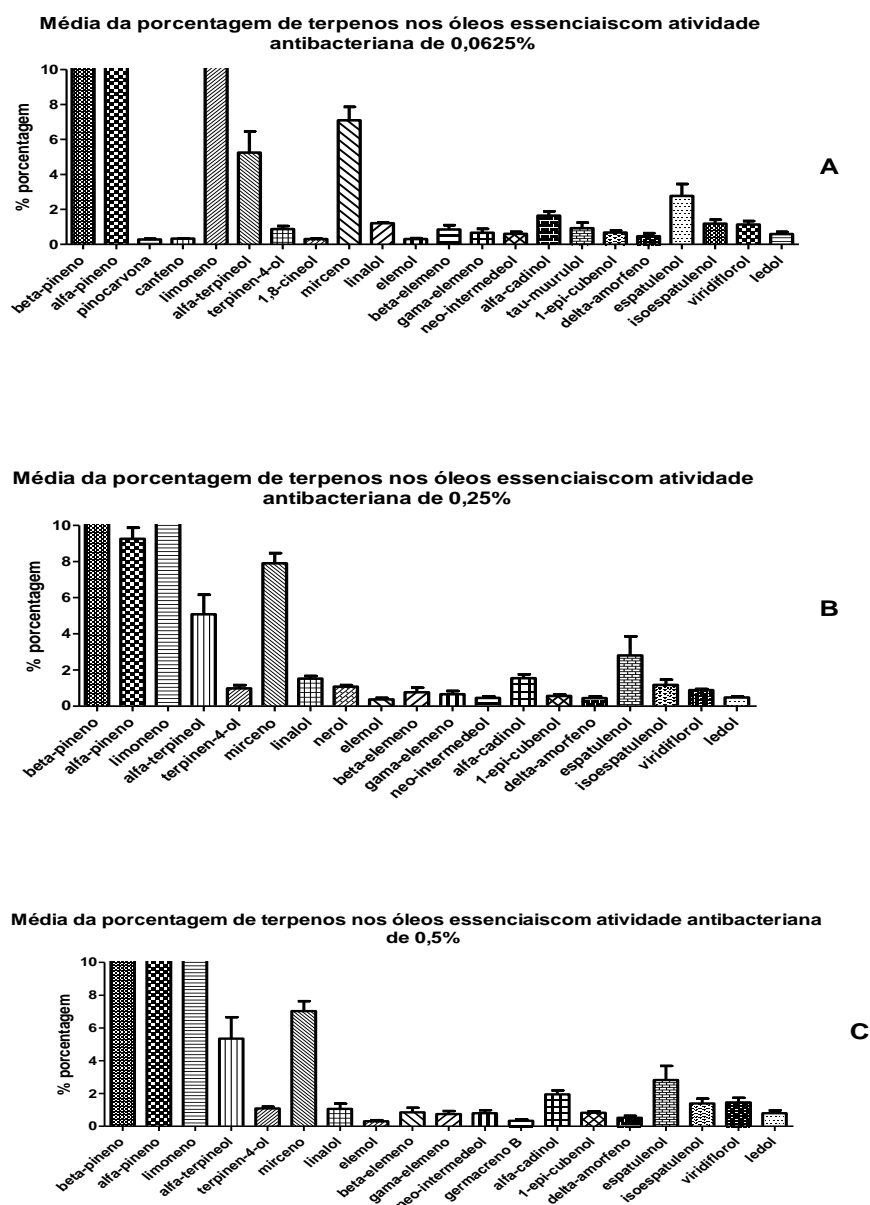 Média da porcentagem de terpenos nos óleos essenciaiscom atividade
antibacteriana de 0,0625%
% porcentagem
10
8
6
4
2
0
beta-pineno
alfa-pineno
pinocarvona
canfeno
limoneno
alfa-terpineol
terpinen-4-ol
1,8-cineol
mirceno
linalol
elemol
beta-elemeno
gama-elemeno
neo-intermedeol
alfa-cadinol
tau-muurulol
1-epi-cubenol
delta-amorfeno
espatulenol
isoespatulenol
viridiflorol
ledol
A
Média da porcentagem de terpenos nos óleos essenciaiscom atividade
antibacteriana de 0,25%
% porcentagem
10
8
6
4
2
0
beta-pineno
alfa-pineno
limoneno
alfa-terpineol
terpinen-4-ol
mirceno
linalol
nerol
elemol
beta-elemeno
gama-elemeno
neo-intermedeol
alfa-cadinol
1-epi-cubenol
delta-amorfeno
espatulenol
isoespatulenol
viridiflorol
ledol
B
Média da porcentagem de terpenos nos óleos essenciaiscom atividade antibacteriana
de 0,5%
% porcentagem
10
8
6
4
2
0
beta-pineno
alfa-pineno
limoneno
alfa-terpineol
terpinen-4-ol
mirceno
linalol
elemol
beta-elemeno
gama-elemeno
neo-intermedeol
germacreno B
alfa-cadinol
1-epi-cubenol
delta-amorfeno
espatulenol
isoespatulenol
viridiflorol
ledol
C